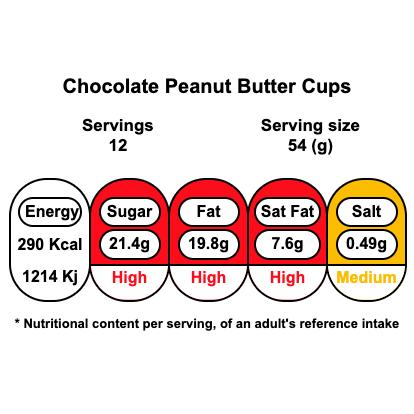 Chocolate Peanut Butter Cups
Servings Serving size
12 54 (g)
Energy Sugar Fat Sat Fat Salt
290 Kcal 21.4g 19.8g 7.6g 0.49g
1214 Kj High High High Medium
* Nutritional content per serving, of an adult's reference intake